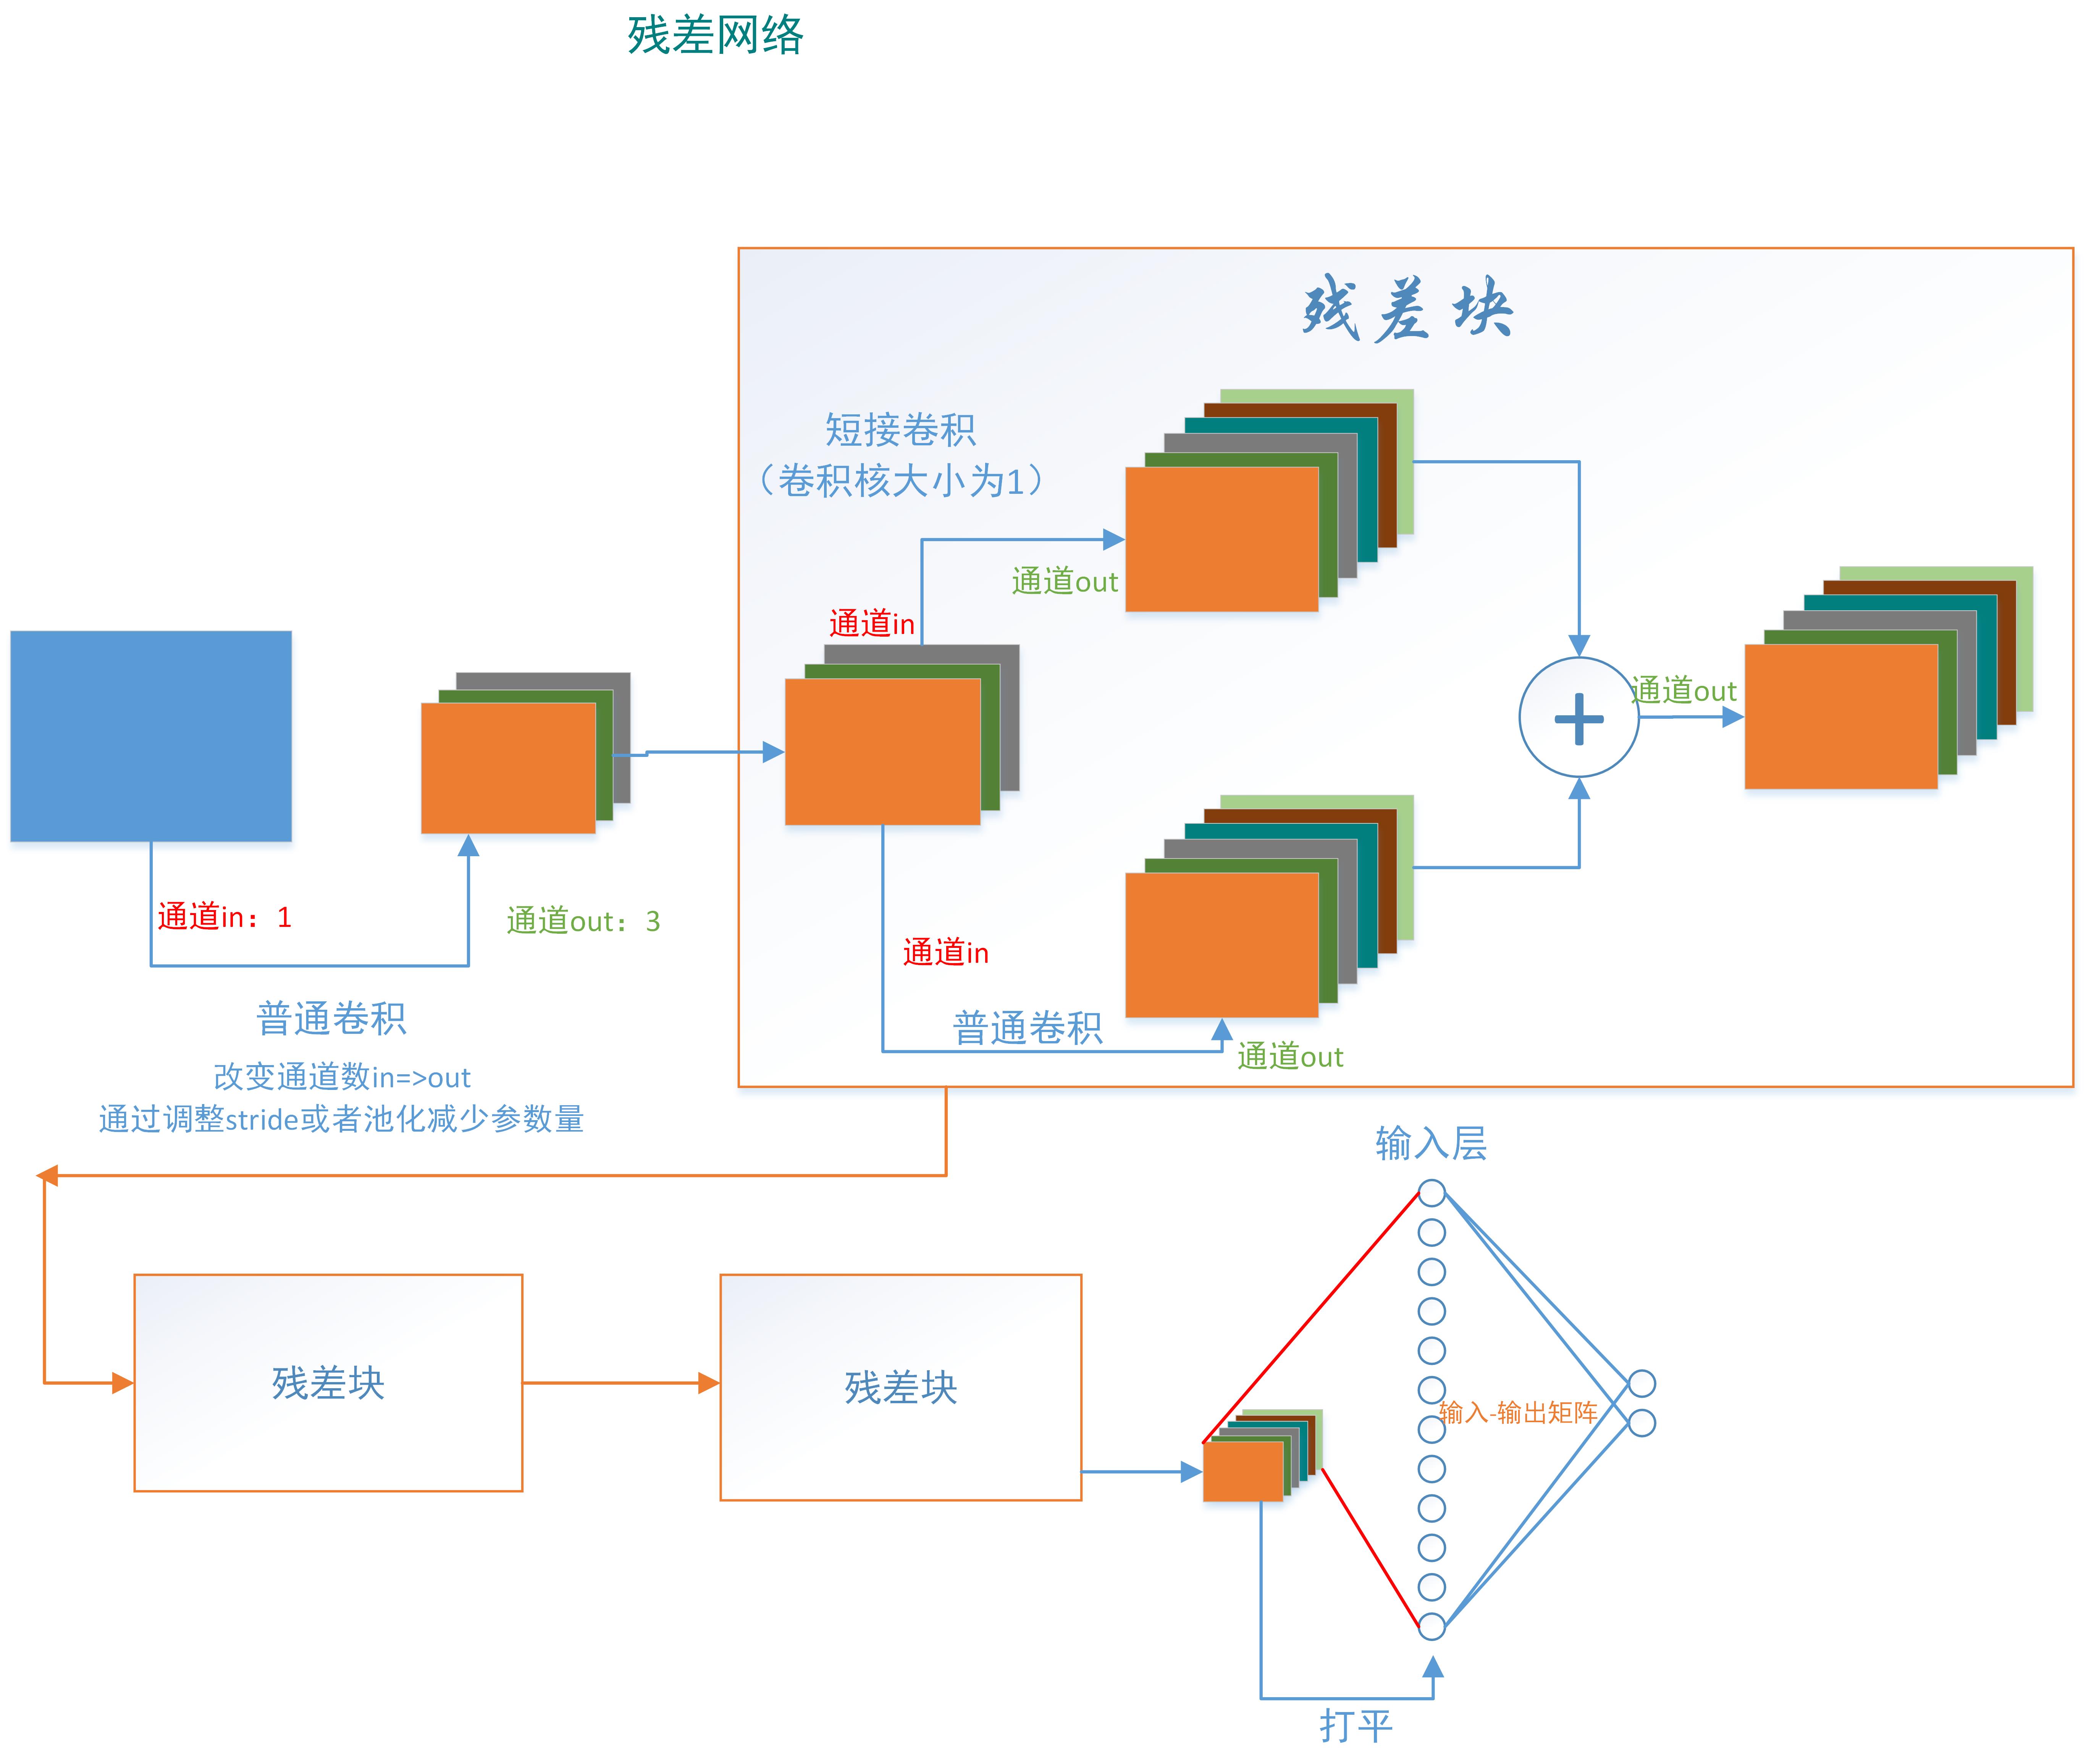 残差网络
残差块
短接卷积
（卷积核大小为1）
通道out
通道in
通道out
通道in：1
通道out：3
通道in
普通卷积
普通卷积
通道out
改变通道数in=>out
通过调整stride或者池化减少参数量
输入层
残差块
残差块
输入-输出矩阵
打平